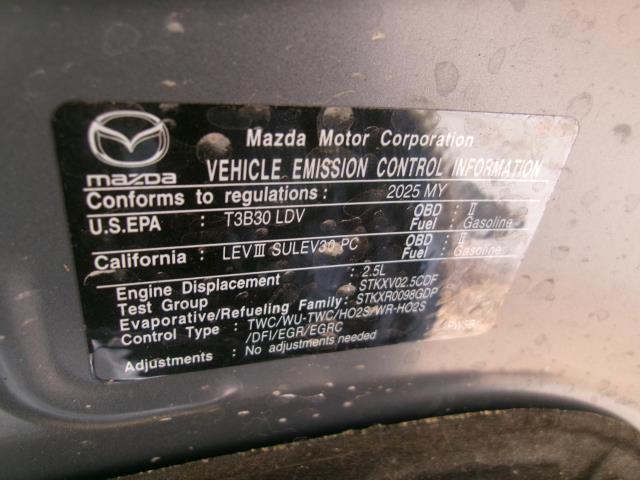 mazda
Mazda Motor Corporation
VEHICLE EMISSION CONTROL INFORMATION
Conforms to regulations : 2025 MY
U.S.EPA : T3B30 LDV OBD : II
Fuel : Gasoline
California : LEV III SULEV30 PC OBD : II
Fuel : Gasoline
Engine Displacement : 2.5L
Test Group : STKXV02.5CDF
Evaporative/Refueling Family: STKXR0098GDP
Control Type : TWC/WU-TWC/HO2S/WR-HO2S
/DFI/EGR/EGRC
Adjustments : No adjustments needed